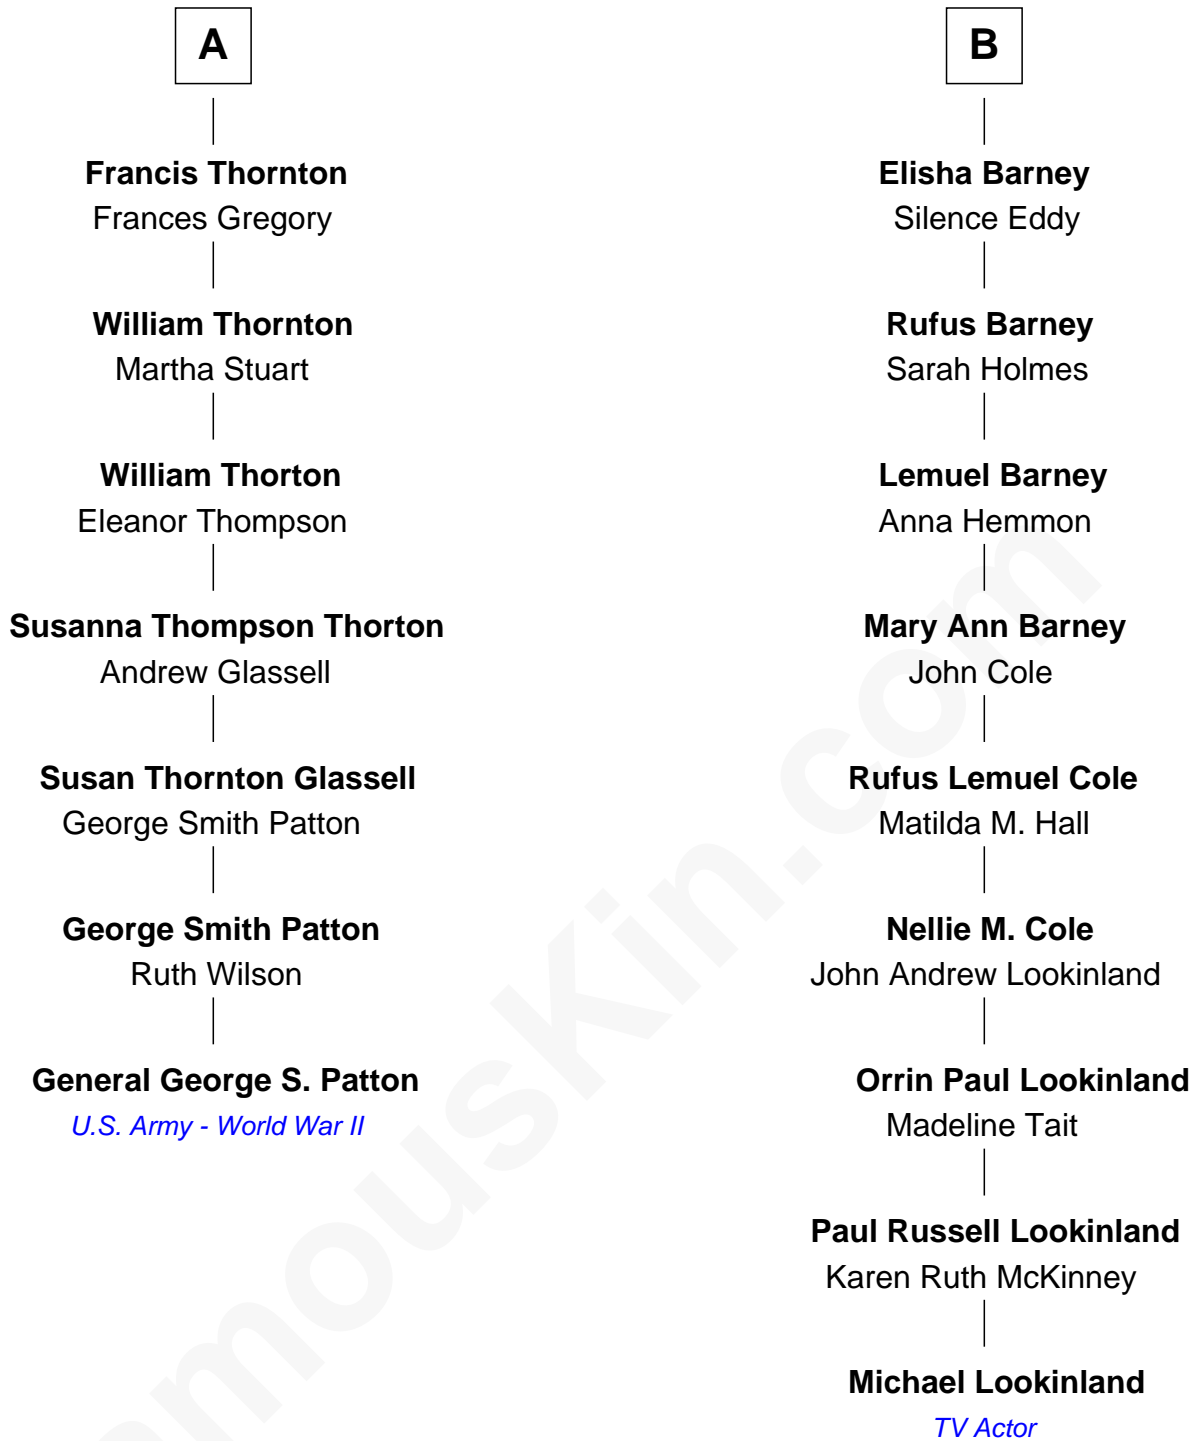 A
Francis Thornton
Frances Gregory
William Thornton
Martha Stuart
William Thorton
Eleanor Thompson
Susanna Thompson Thorton
Andrew Glassell
Susan Thornton Glassell
George Smith Patton
George Smith Patton
Ruth Wilson
General George S. Patton
U.S. Army - World War II
B
Elisha Barney
Silence Eddy
Rufus Barney
Sarah Holmes
Lemuel Barney
Anna Hemmon
Mary Ann Barney
John Cole
Rufus Lemuel Cole
Matilda M. Hall
Nellie M. Cole
John Andrew Lookinland
Orrin Paul Lookinland
Madeline Tait
Paul Russell Lookinland
Karen Ruth McKinney
Michael Lookinland
TV Actor
amouskin.com